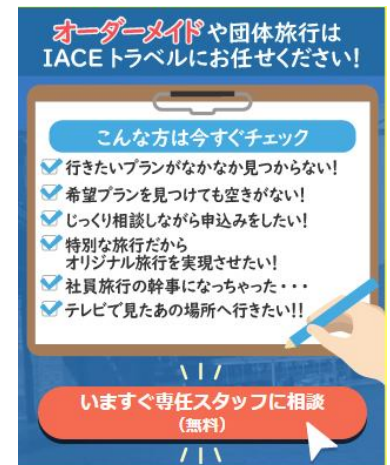 オーダーメイドや団体旅行は
IACEトラベルにお任せください!
こんな方は今すぐチェック
行きたいプランがなかなか見つからない!
希望プランを見つけても空きがない!
じっくり相談しながら申込みをしたい!
特別な旅行だから
オリジナル旅行を実現させたい!
社員旅行の幹事になっちゃった・・・
テレビで見たあの場所へ行きたい!!
いますぐ専任スタッフに相談
(無料)